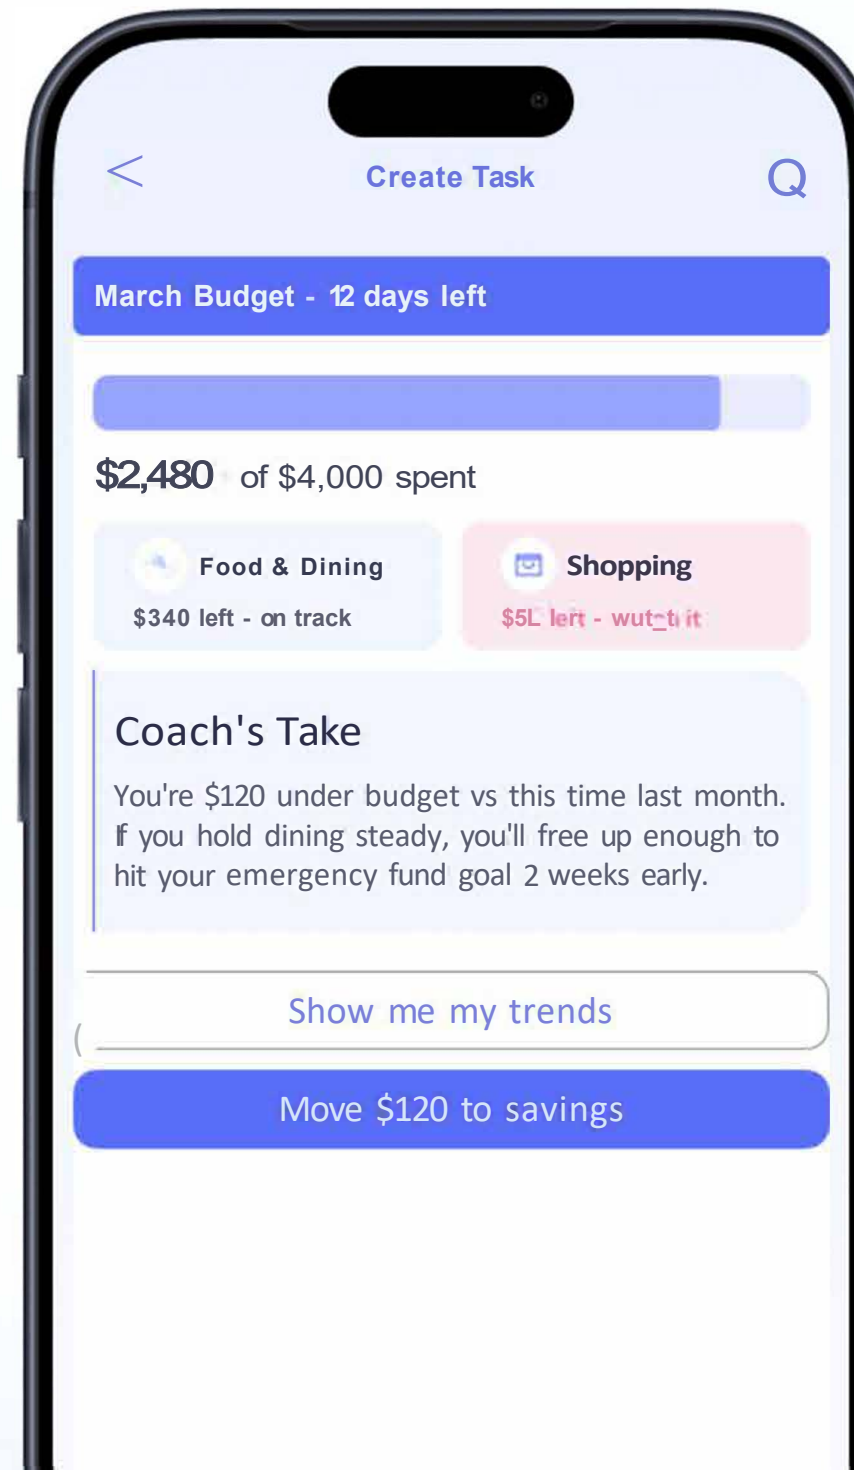 Create Task
March Budget - 12 days left
$2,480 of $4,000 spent
Food & Dining
$340 left - on track
Shopping
Coach's Take
You're $120 under budget vs this time last month.
If you hold dining steady, you'll free up enough to
hit your emergency fund goal 2 weeks early.
Show me my trends
Move $120 to savings